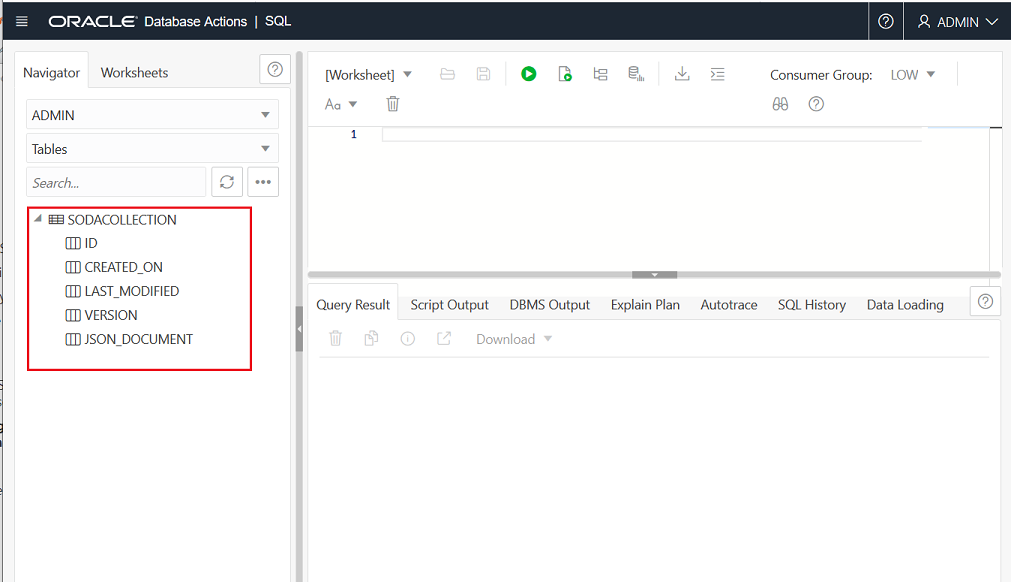 ORACLE Database Actions | SQL
ADMIN
Navigator
Worksheets
ADMIN
Tables
Search...
SODACOLLECTION
ID
CREATED_ON
LAST_MODIFIED
VERSION
JSON_DOCUMENT
[Worksheet]
Consumer Group: LOW
Aa
1
Query Result
Script Output
DBMS Output
Explain Plan
Autotrace
SQL History
Data Loading
Download